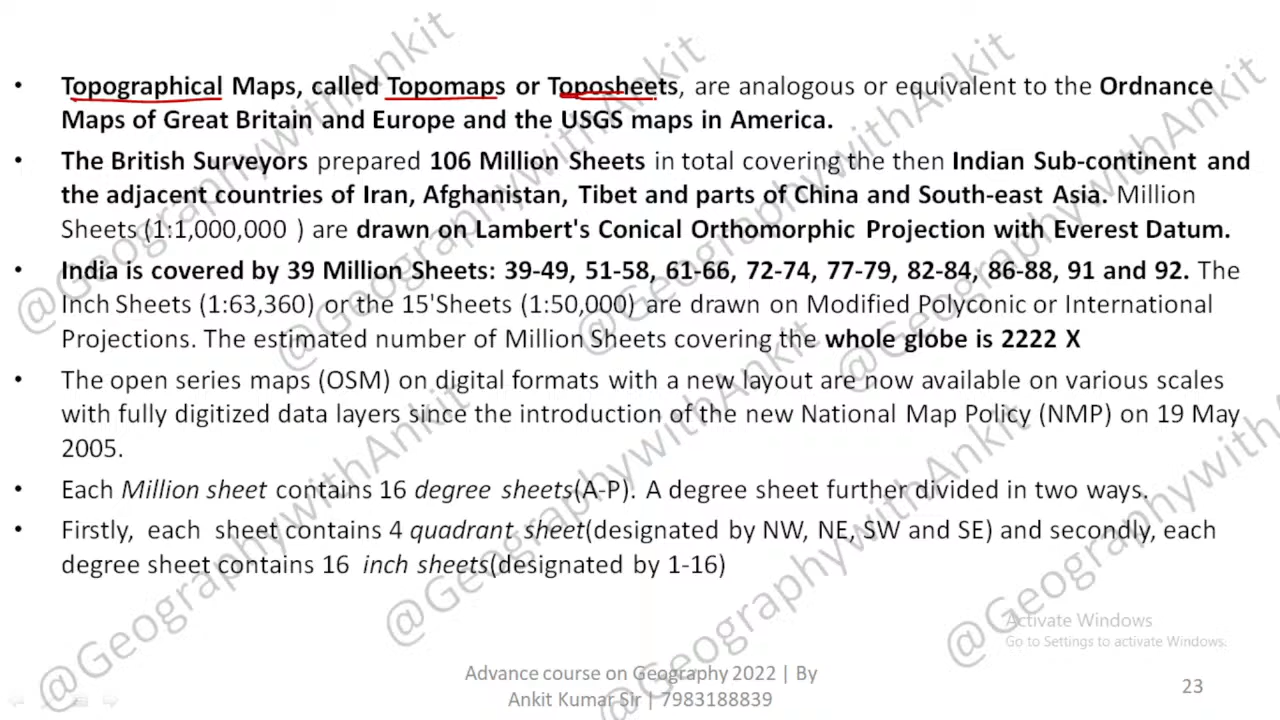 • Topographical Maps, called Topomaps or Toposheets, are analogous or equivalent to the Ordnance
Maps of Great Britain and Europe and the USGS maps in America.
• The British Surveyors prepared 106 Million Sheets in total covering the then Indian Sub-continent and
the adjacent countries of Iran, Afghanistan, Tibet and parts of China and South-east Asia. Million
Sheets (1:1,000,000 ) are drawn on Lambert's Conical Orthomorphic Projection with Everest Datum.
• India is covered by 39 Million Sheets: 39-49, 51-58, 61-66, 72-74, 77-79, 82-84, 86-88, 91 and 92. The
Inch Sheets (1:63,360) or the 15'Sheets (1:50,000) are drawn on Modified Polyconic or International
Projections. The estimated number of Million Sheets covering the whole globe is 2222 X
• The open series maps (OSM) on digital formats with a new layout are now available on various scales
with fully digitized data layers since the introduction of the new National Map Policy (NMP) on 19 May
2005.
• Each Million sheet contains 16 degree sheets(A-P). A degree sheet further divided in two ways.
• Firstly, each sheet contains 4 quadrant sheet(designated by NW, NE, SW and SE) and secondly, each
degree sheet contains 16 inch sheets(designated by 1-16)
@GeographywithAnkit
@GeographywithAnkit
@GeographywithAnkit
@GeographywithAnkit
@GeographywithAnkit
@GeographywithAnkit
@GeographywithAnkit
@Geographywith
Activate Windows
Go to Settings to activate Windows.
Advance course on Geography 2022 | By
Ankit Kumar Sir | 7983188839
23